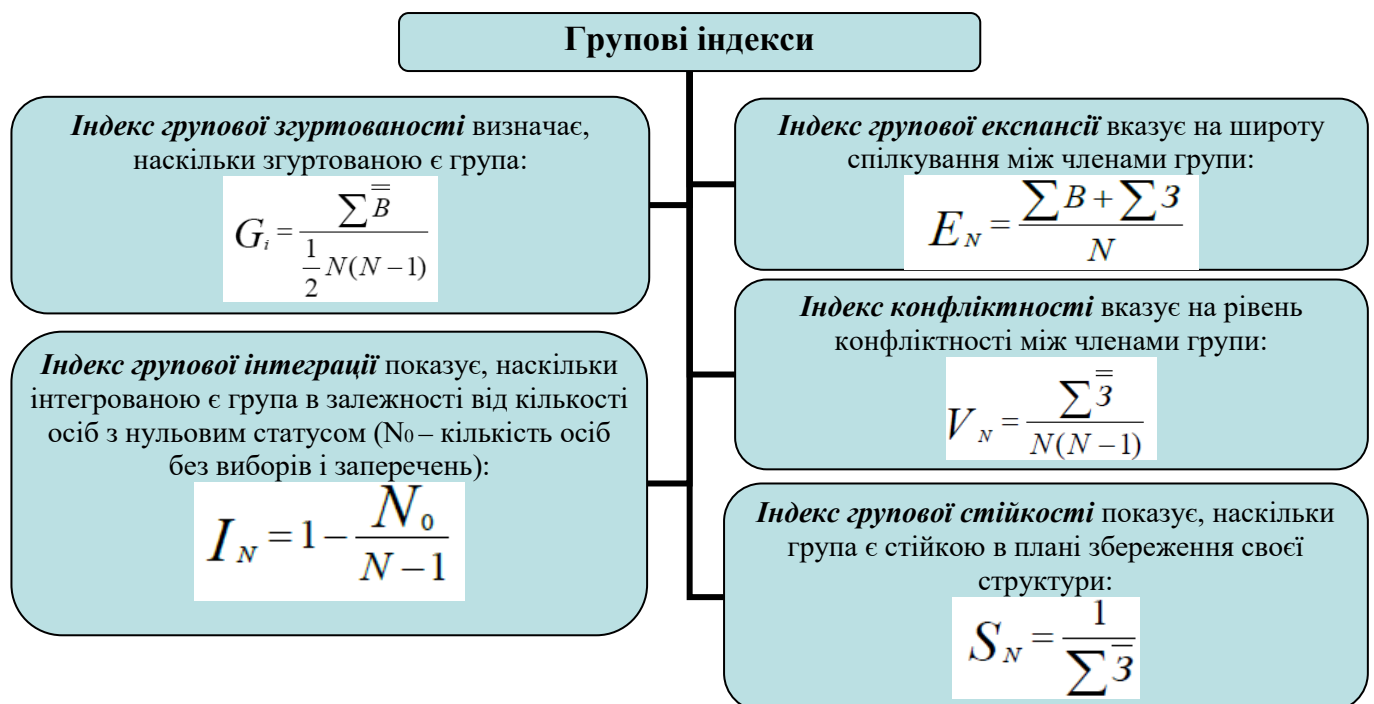 Групові індекси
Індекс групової згуртованості визначає,
наскільки згуртованою є група:
G_i = ∑B̿ / (1/2 N(N−1))
Індекс групової інтеграції показує, наскільки
інтегрованою є група в залежності від кількості
осіб з нульовим статусом (N₀ – кількість осіб
без виборів і заперечень):
I_N = 1 − N₀ / (N−1)
Індекс групової експансії вказує на широту
спілкування між членами групи:
E_N = (∑B + ∑З) / N
Індекс конфліктності вказує на рівень
конфліктності між членами групи:
V_N = ∑З̿ / (N(N−1))
Індекс групової стійкості показує, наскільки
група є стійкою в плані збереження своєї
структури:
S_N = 1 / ∑З̅